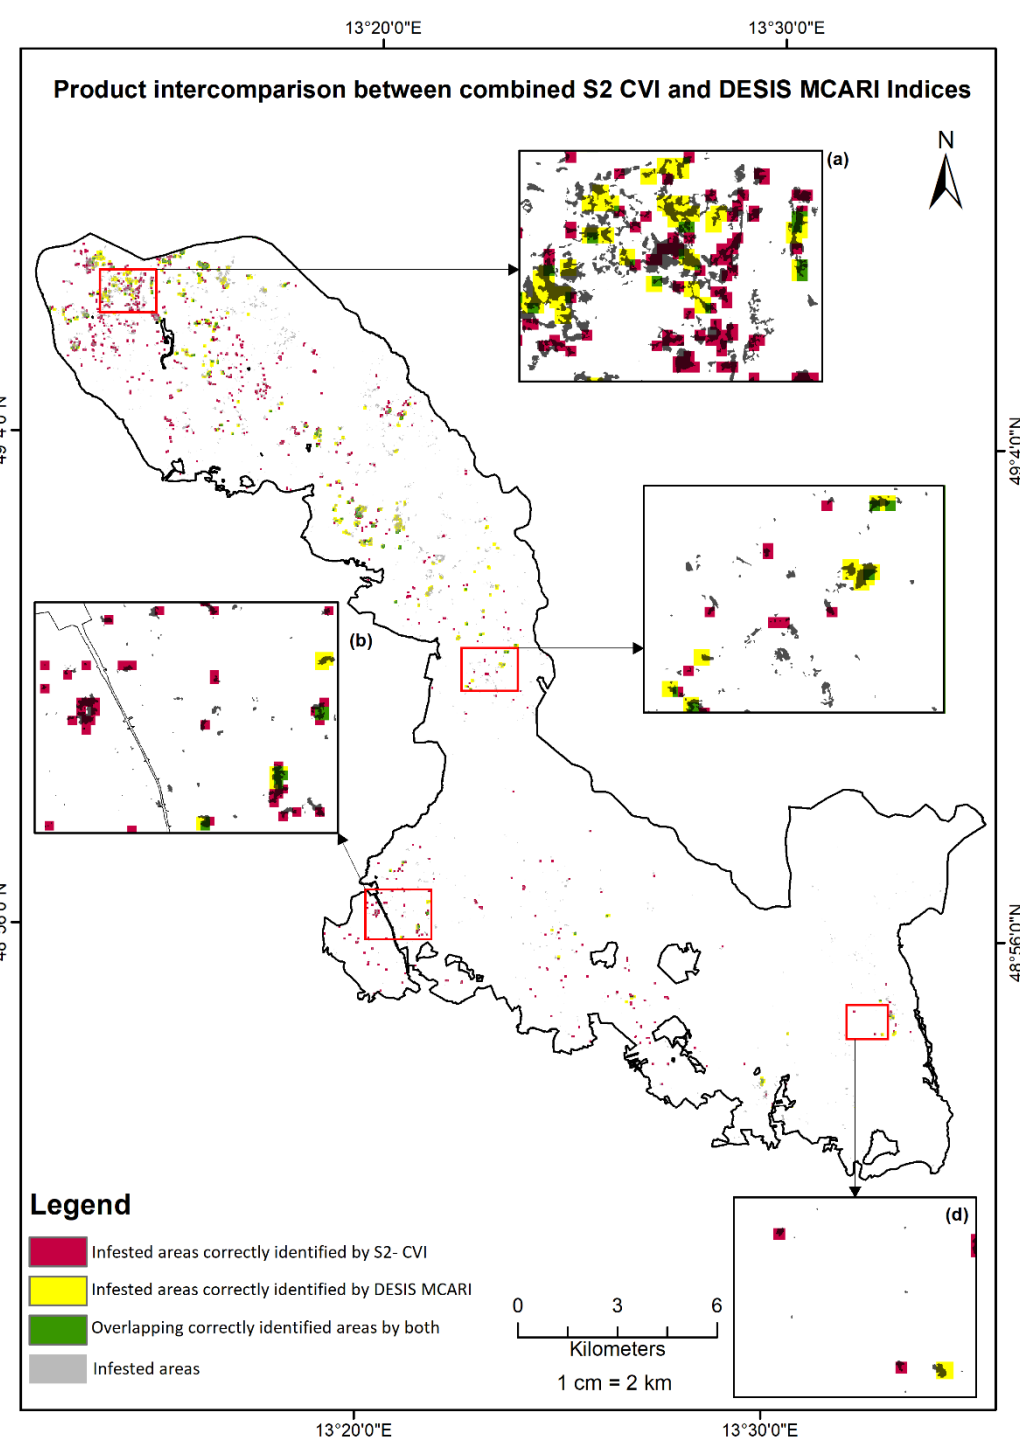 13°20'0"E
13°30'0"E
Product intercomparison between combined S2 CVI and DESIS MCARI Indices
N
(a)
49°4'0"N
(b)
48°56'0"N
(d)
Legend
Infested areas correctly identified by S2- CVI
Infested areas correctly identified by DESIS MCARI
Overlapping correctly identified areas by both
Infested areas
0 3 6
Kilometers
1 cm = 2 km
13°20'0"E
13°30'0"E